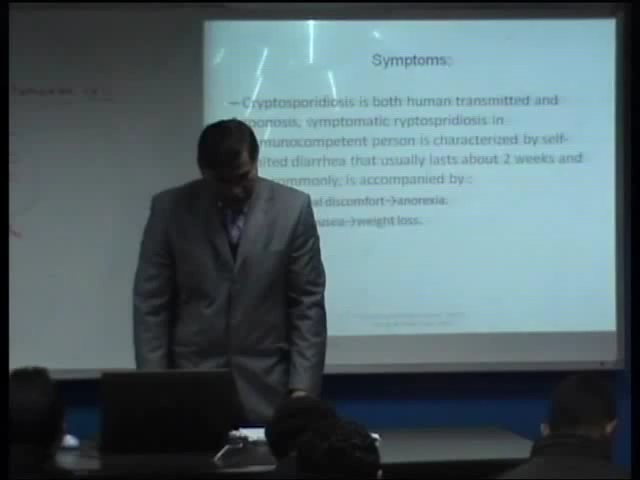 Symptoms:
– Cryptosporidiosis is both human transmitted and
oonosis, symptomatic ryptospridiosis in
munocompetent person is characterized by self-
ited diarrhea that usually lasts about 2 weeks and
commonly, is accompanied by :
al discomfort→anorexia.
usea→weight loss.